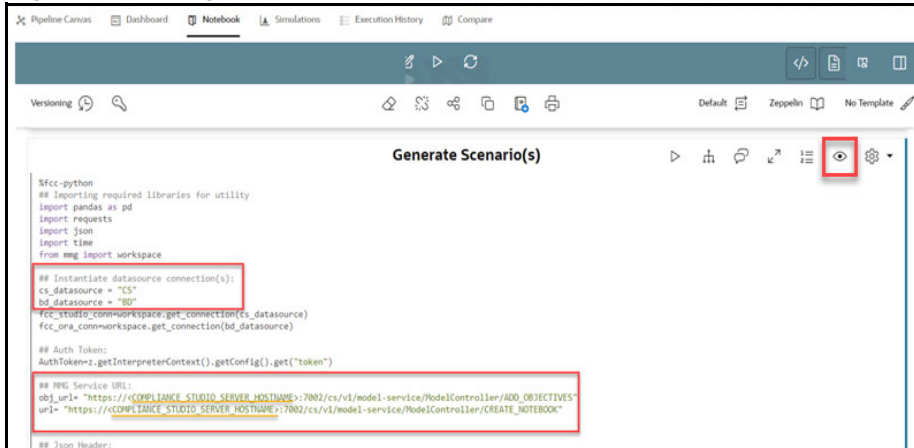 Pipeline Canvas Dashboard Notebook Simulations Execution History Compare
Versioning Default Zeppelin No Template
Generate Scenario(s)
%fcc-python
## Importing required libraries for utility
import pandas as pd
import requests
import json
import time
from mmg import workspace
## Instantiate datasource connection(s):
cs_datasource = "CS"
bd_datasource = "BD"
fcc_studio_conn=workspace.get_connection(cs_datasource)
fcc_ora_conn=workspace.get_connection(bd_datasource)
## Auth Token:
AuthToken=z.getInterpreterContext().getConfig().get("token")
## MMG Service URL:
obj_url= "https://<COMPLIANCE_STUDIO_SERVER_HOSTNAME>:7002/cs/v1/model-service/ModelController/ADD_OBJECTIVES"
url= "https://<COMPLIANCE_STUDIO_SERVER_HOSTNAME>:7002/cs/v1/model-service/ModelController/CREATE_NOTEBOOK"
## Json Header: